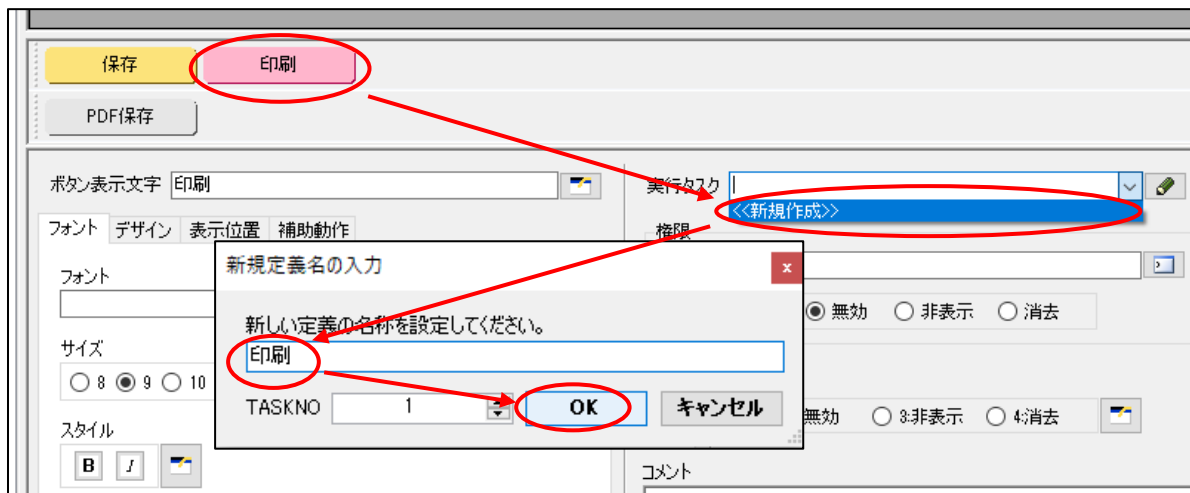 保存 印刷
PDF保存
ボタン表示文字 印刷
実行タスク
<<新規作成>>
フォント デザイン 表示位置 補助動作
権限
フォント
無効 非表示 消去
サイズ
8 9 10
無効 3:非表示 4:消去
スタイル
B I
コメント
新規定義名の入力
x
新しい定義の名称を設定してください。
印刷
TASKNO 1 OK キャンセル